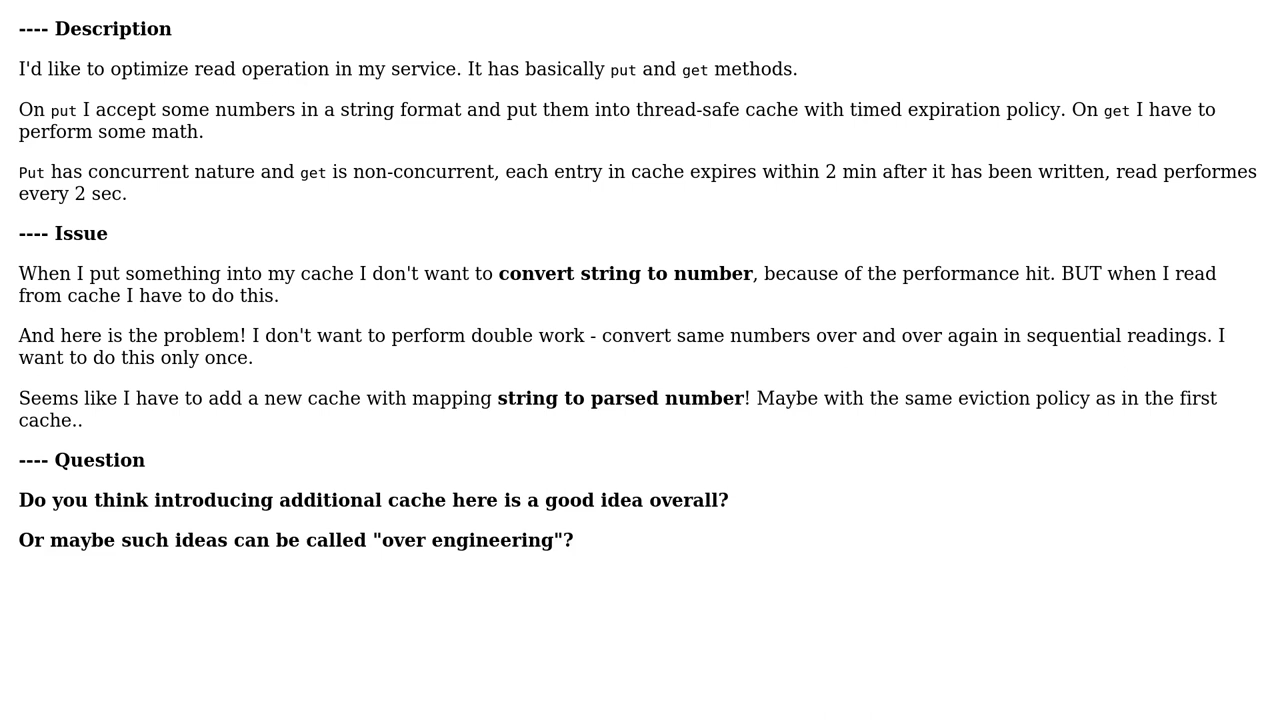 ---- Description
I'd like to optimize read operation in my service. It has basically put and get methods.
On put I accept some numbers in a string format and put them into thread-safe cache with timed expiration policy. On get I have to
perform some math.
Put has concurrent nature and get is non-concurrent, each entry in cache expires within 2 min after it has been written, read performes
every 2 sec.
---- Issue
When I put something into my cache I don't want to convert string to number, because of the performance hit. BUT when I read
from cache I have to do this.
And here is the problem! I don't want to perform double work - convert same numbers over and over again in sequential readings. I
want to do this only once.
Seems like I have to add a new cache with mapping string to parsed number! Maybe with the same eviction policy as in the first
cache..
---- Question
Do you think introducing additional cache here is a good idea overall?
Or maybe such ideas can be called "over engineering"?